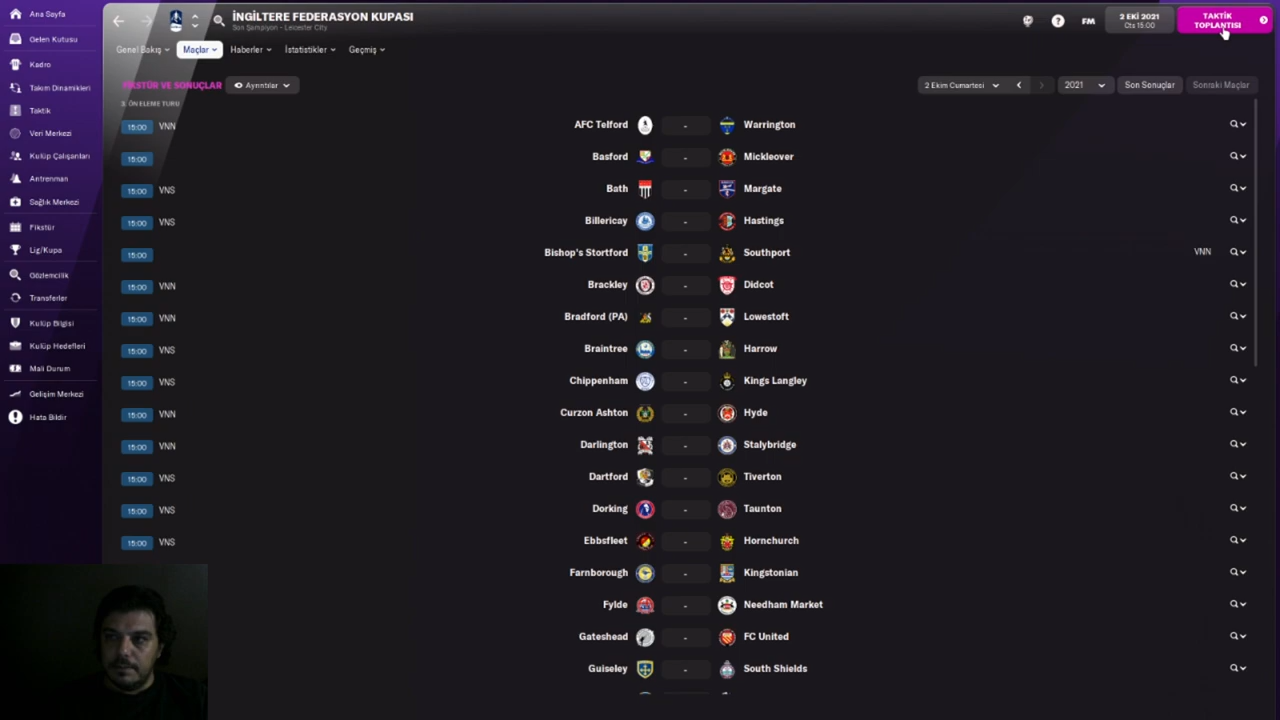 Ana Sayfa
Gelen Kutusu
Kadro
Takım Dinamikleri
Taktik
Veri Merkezi
Kulüp Çalışanları
Antrenman
Sağlık Merkezi
Fikstür
Lig/Kupa
Gözlemcilik
Transferler
Kulüp Bilgisi
Kulüp Hedefleri
Mali Durum
Gelişim Merkezi
Hata Bildir
İNGİLTERE FEDERASYON KUPASI
Son Şampiyon - Leicester City
FM
2 EKİ 2021
Cts 15:00
TAKTİK
TOPLANTISI
Genel Bakış
Maçlar
Haberler
İstatistikler
Geçmiş
FİKSTÜR VE SONUÇLAR
Ayrıntılar
2 Ekim Cumartesi
2021
Son Sonuçlar
Sonraki Maçlar
3. ÖN ELEME TURU
15:00 VNN AFC Telford - Warrington
15:00 Basford - Mickleover
15:00 VNS Bath - Margate
15:00 VNS Billericay - Hastings
15:00 Bishop's Stortford - Southport VNN
15:00 VNN Brackley - Didcot
15:00 VNN Bradford (PA) - Lowestoft
15:00 VNS Braintree - Harrow
15:00 VNS Chippenham - Kings Langley
15:00 VNN Curzon Ashton - Hyde
15:00 VNN Darlington - Stalybridge
15:00 VNS Dartford - Tiverton
15:00 VNS Dorking - Taunton
15:00 VNS Ebbsfleet - Hornchurch
Farnborough - Kingstonian
Fylde - Needham Market
Gateshead - FC United
Guiseley - South Shields